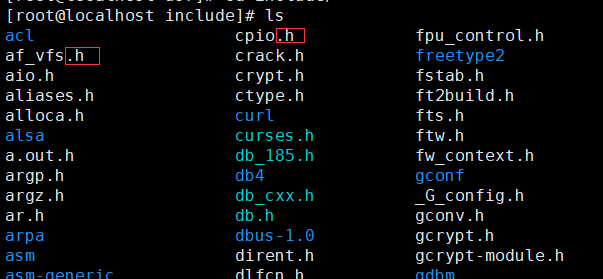 [root@localhost include]# ls
acl cpio.h fpu_control.h
af_vfs.h crack.h freetype2
aio.h crypt.h fstab.h
aliases.h ctype.h ft2build.h
alloca.h curl fts.h
alsa curses.h ftw.h
a.out.h db_185.h fw_context.h
argp.h db4 gconf
argz.h db_cxx.h _G_config.h
ar.h db.h gconv.h
arpa dbus-1.0 gcrypt.h
asm dirent.h gcrypt-module.h
asm-generic dlfcn.h gdbm